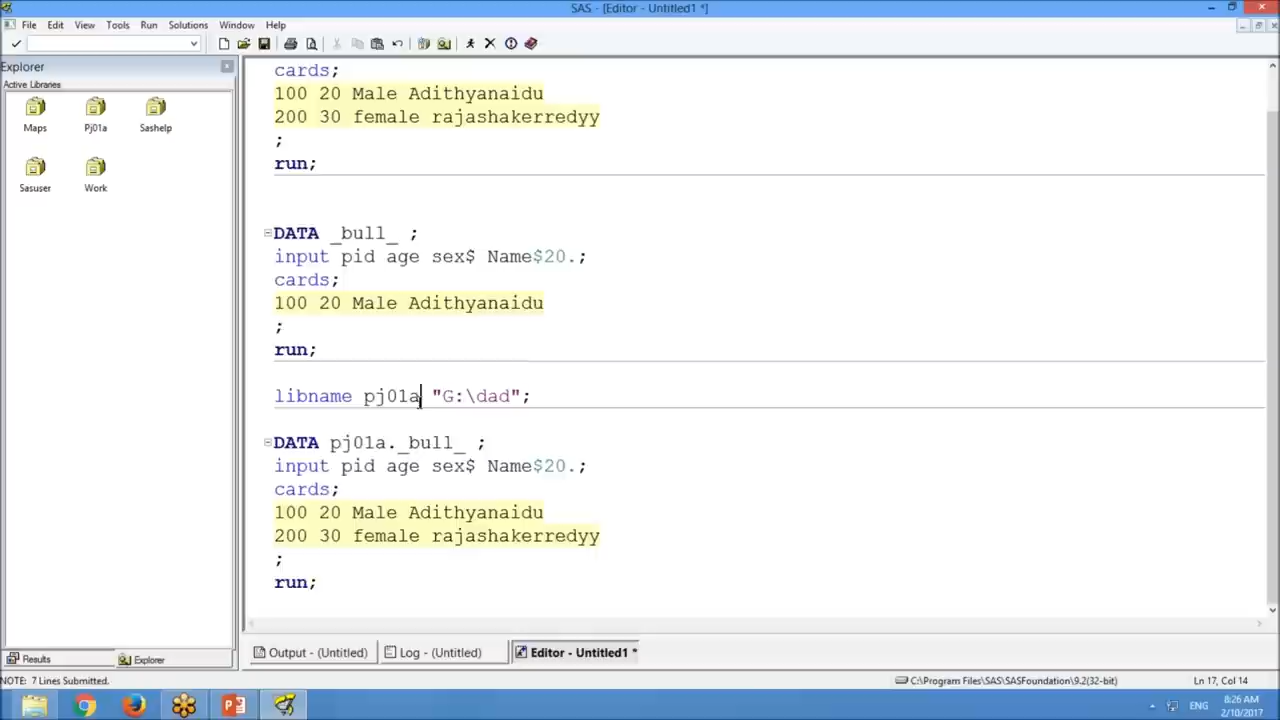 SAS - [Editor - Untitled1 *]
File Edit View Tools Run Solutions Window Help
Explorer
Active Libraries
Maps Pj01a Sashelp
Sasuser Work
cards;
100 20 Male Adithyanaidu
200 30 female rajashakerredyy
;
run;
DATA _bull_ ;
input pid age sex$ Name$20.;
cards;
100 20 Male Adithyanaidu
;
run;
libname pj01a "G:\dad";
DATA pj01a._bull_ ;
input pid age sex$ Name$20.;
cards;
100 20 Male Adithyanaidu
200 30 female rajashakerredyy
;
run;
Results Explorer
Output - (Untitled) Log - (Untitled) Editor - Untitled1 *
NOTE: 7 Lines Submitted. C:\Program Files\SAS\SASFoundation\9.2(32-bit) Ln 17, Col 14
ENG 8:26 AM
2/10/2017